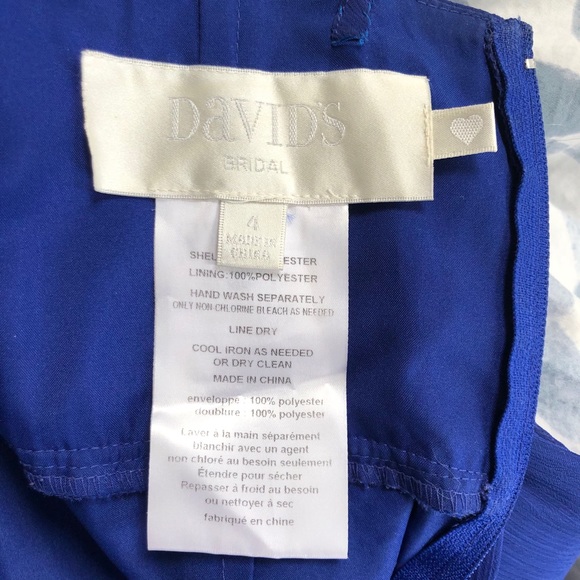 DaVID'S
BRIDAL
4
MADE IN
CHINA
ESTER
LINING:100%POLYESTER
HAND WASH SEPARATELY
ONLY NON-CHLORINE BLEACH AS NEEDED
LINE DRY
COOL IRON AS NEEDED
OR DRY CLEAN
MADE IN CHINA
enveloppe : 100% polyester
doublure : 100% polyester
Laver à la main séparément
blanchir avec un agent
non chloré au besoin seulement
Étendre pour sécher
Repasser à froid au besoin
ou nettoyer à sec
fabriqué en chine